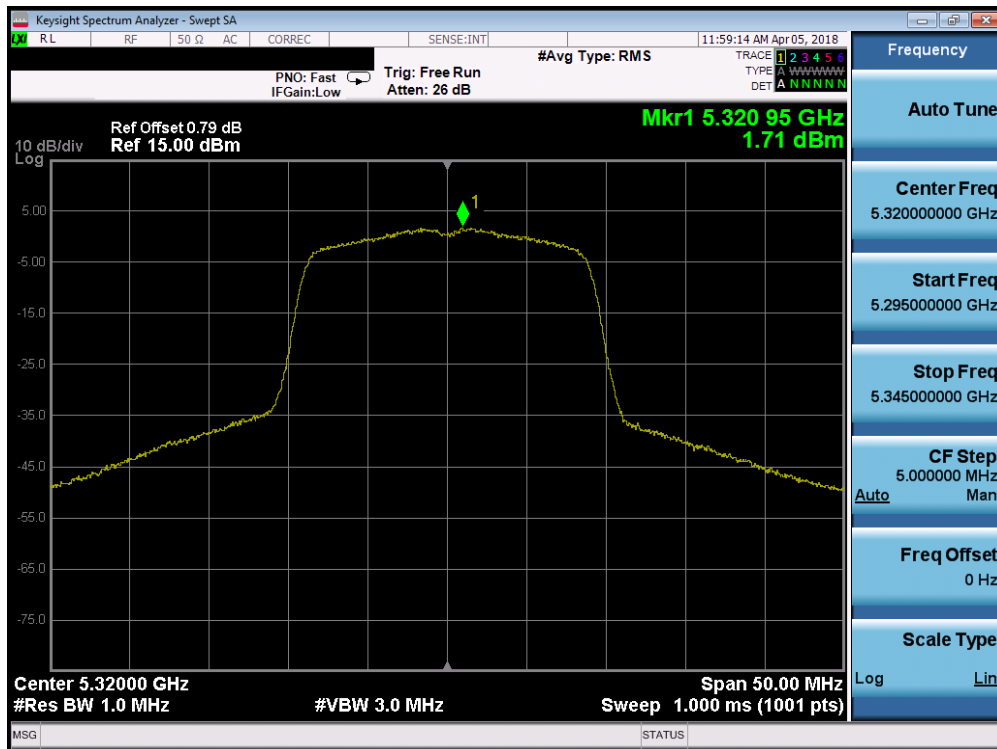 Keysight Spectrum Analyzer - Swept SA
LXI RL RF 50 Ω AC CORREC SENSE:INT 11:59:14 AM Apr 05, 2018
#Avg Type: RMS
TRACE 1 2 3 4 5 6
PNO: Fast Trig: Free Run
TYPE A WWWWW
IFGain:Low Atten: 26 dB
DET A N N N N N
Frequency
Mkr1 5.320 95 GHz
1.71 dBm
Ref Offset 0.79 dB
10 dB/div Ref 15.00 dBm
Log
1
5.00
-5.00
-15.0
-25.0
-35.0
-45.0
-55.0
-65.0
-75.0
Center 5.32000 GHz Span 50.00 MHz
#Res BW 1.0 MHz #VBW 3.0 MHz Sweep 1.000 ms (1001 pts)
MSG STATUS
Auto Tune
Center Freq
5.320000000 GHz
Start Freq
5.295000000 GHz
Stop Freq
5.345000000 GHz
CF Step
5.000000 MHz
Auto Man
Freq Offset
0 Hz
Scale Type
Log Lin